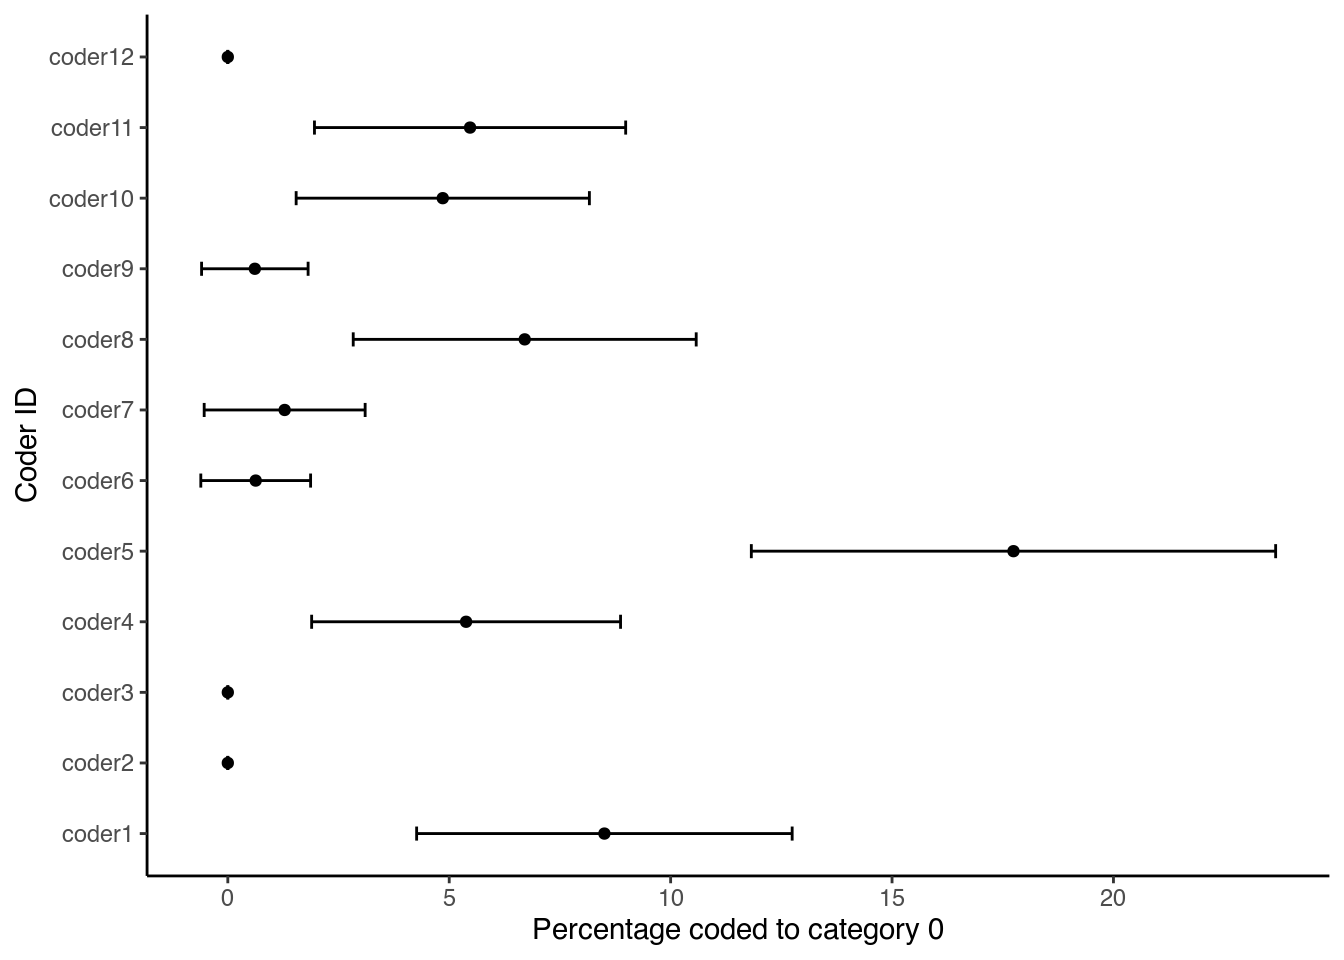 coder12
coder11
coder10
coder9
coder8
coder7
coder6
coder5
coder4
coder3
coder2
coder1
Coder ID
0 5 10 15 20
Percentage coded to category 0